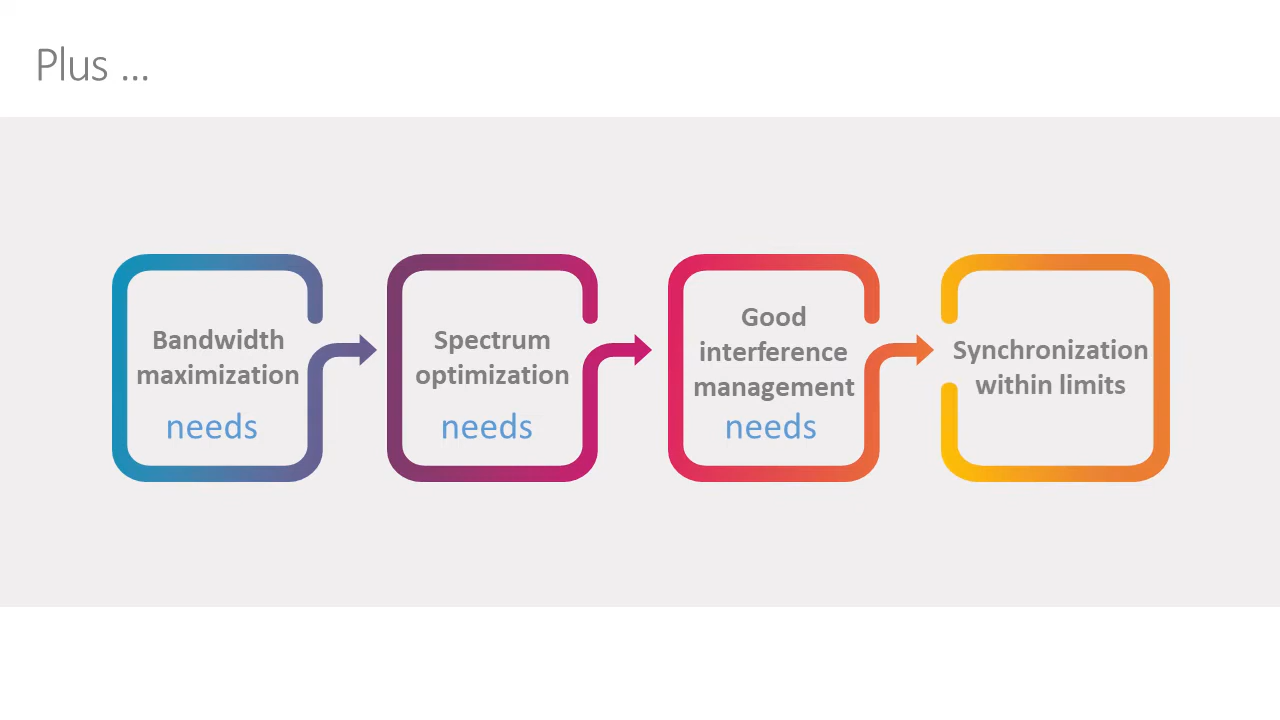 Plus ...
Bandwidth
maximization
needs
Spectrum
optimization
needs
Good
interference
management
needs
Synchronization
within limits